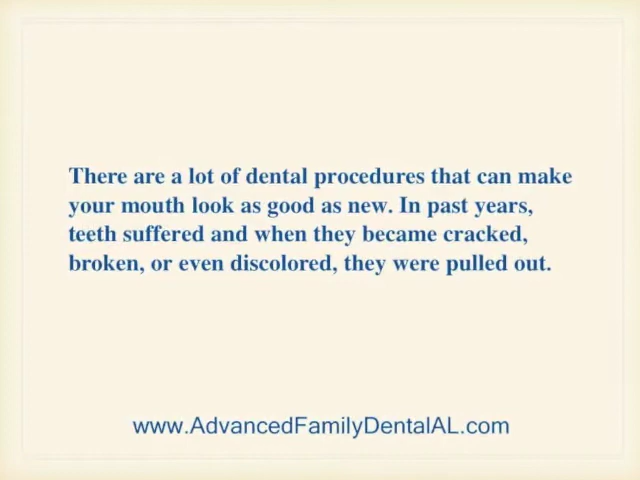 There are a lot of dental procedures that can make
your mouth look as good as new. In past years,
teeth suffered and when they became cracked,
broken, or even discolored, they were pulled out.
www.AdvancedFamilyDentalAL.com